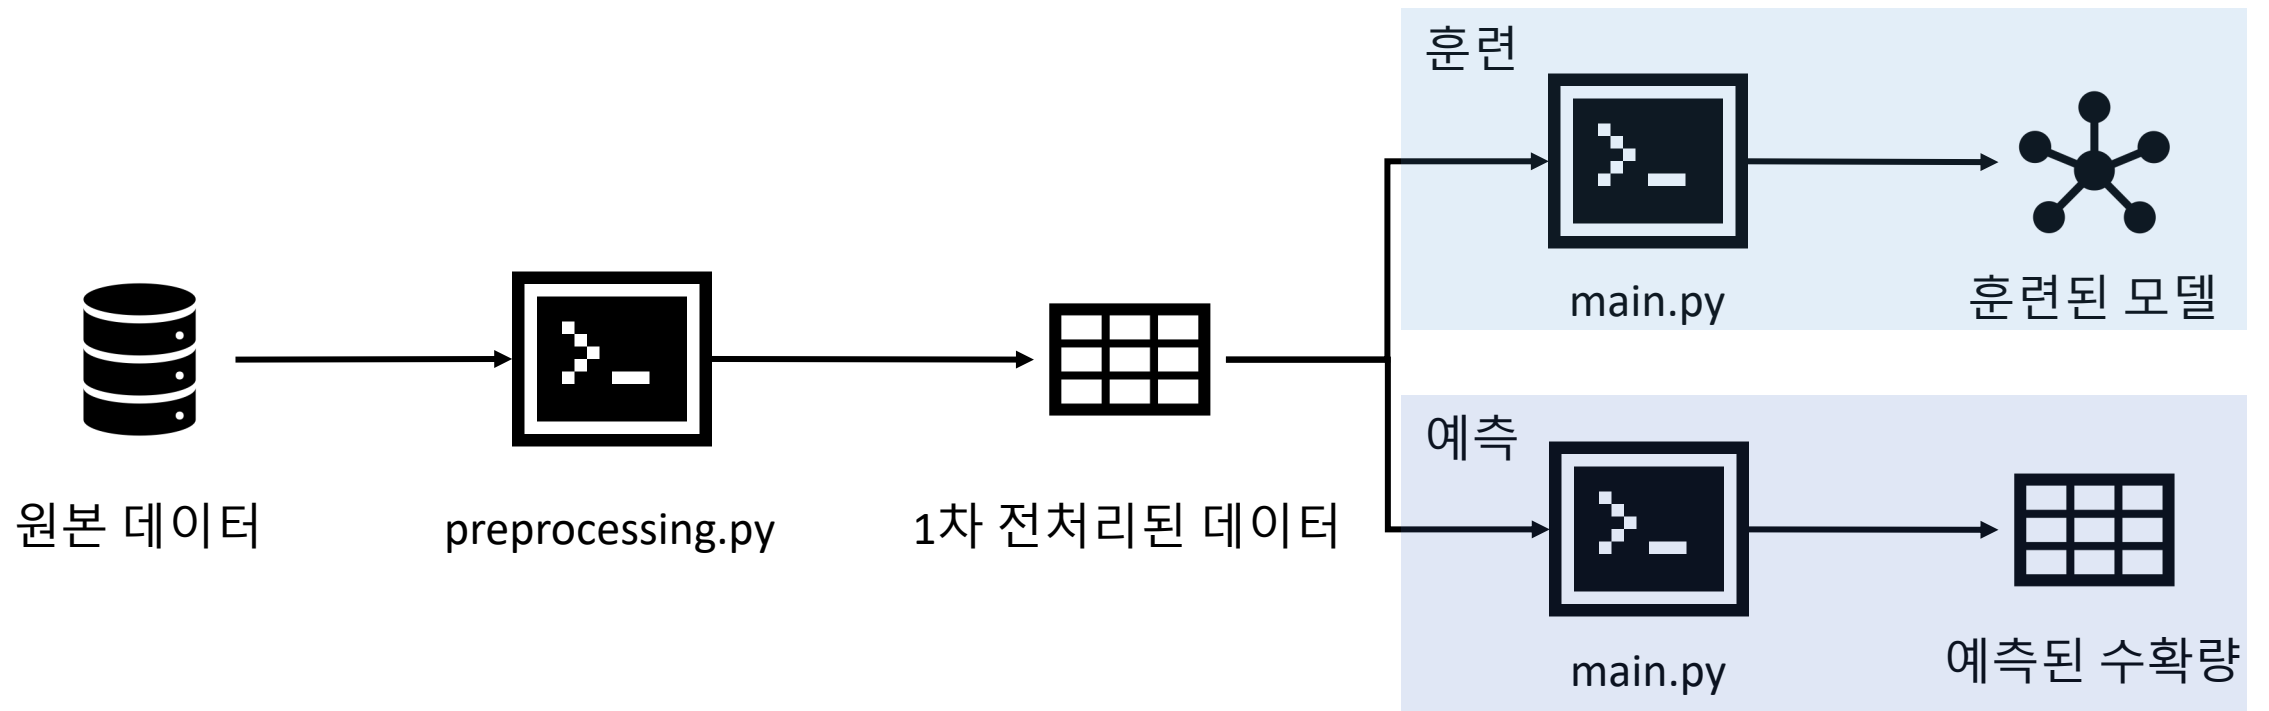 원본 데이터
preprocessing.py
1차 전처리된 데이터
훈련
main.py
훈련된 모델
예측
main.py
예측된 수확량